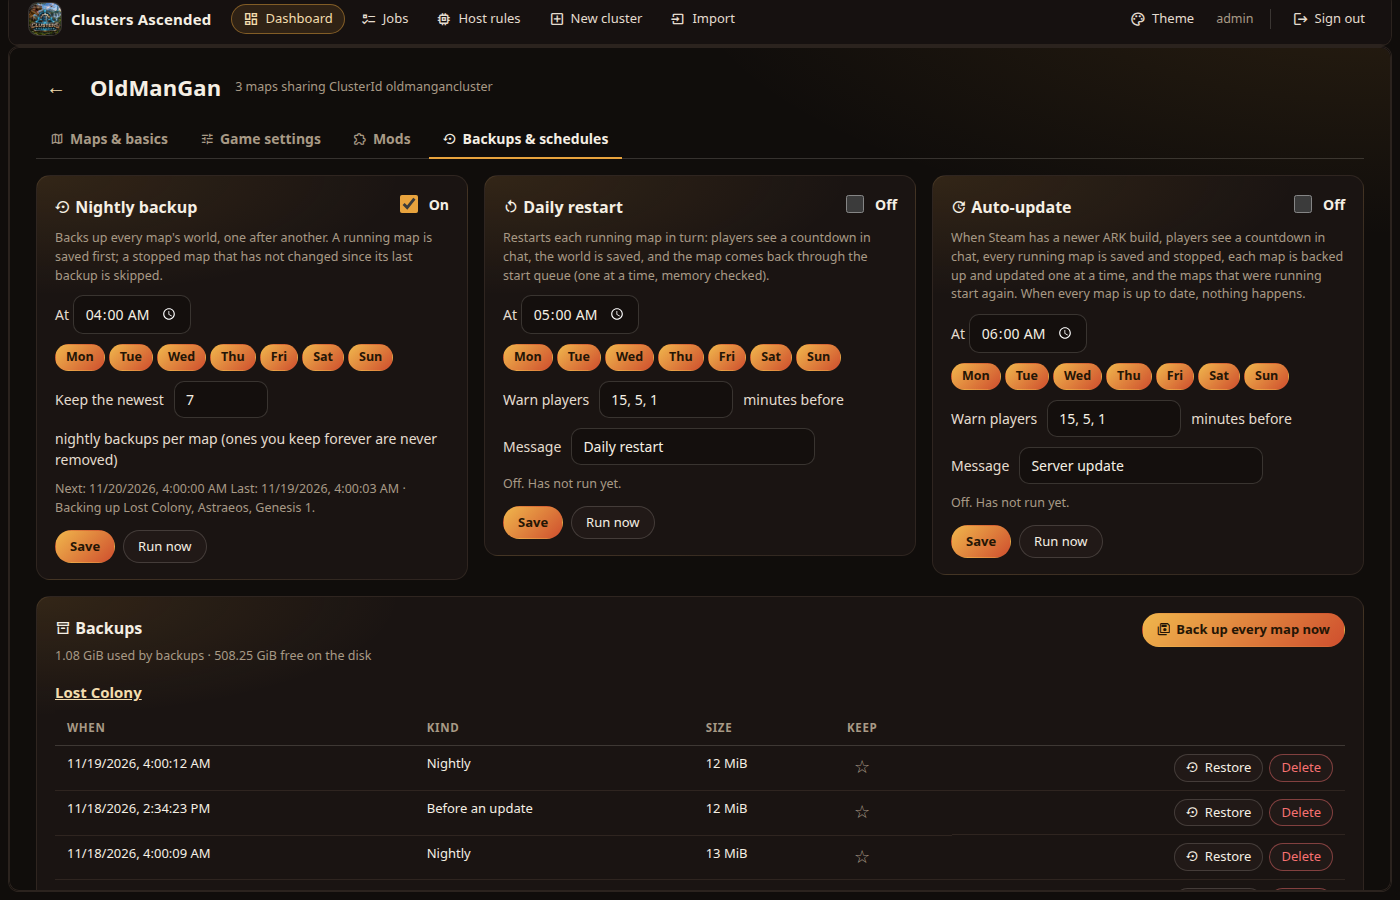 Clusters Ascended
Dashboard
Jobs
Host rules
New cluster
Import
Theme
admin
Sign out
← OldManGan
3 maps sharing ClusterId oldmangancluster
Maps & basics
Game settings
Mods
Backups & schedules
Nightly backup
On
Backs up every map's world, one after another. A running map is
saved first; a stopped map that has not changed since its last
backup is skipped.
At 04:00 AM
Mon Tue Wed Thu Fri Sat Sun
Keep the newest 7
nightly backups per map (ones you keep forever are never
removed)
Next: 11/20/2026, 4:00:00 AM Last: 11/19/2026, 4:00:03 AM ·
Backing up Lost Colony, Astraeos, Genesis 1.
Save Run now
Daily restart
Off
Restarts each running map in turn: players see a countdown in
chat, the world is saved, and the map comes back through the
start queue (one at a time, memory checked).
At 05:00 AM
Mon Tue Wed Thu Fri Sat Sun
Warn players 15, 5, 1 minutes before
Message Daily restart
Off. Has not run yet.
Save Run now
Auto-update
Off
When Steam has a newer ARK build, players see a countdown in
chat, every running map is saved and stopped, each map is backed
up and updated one at a time, and the maps that were running
start again. When every map is up to date, nothing happens.
At 06:00 AM
Mon Tue Wed Thu Fri Sat Sun
Warn players 15, 5, 1 minutes before
Message Server update
Off. Has not run yet.
Save Run now
Backups
Back up every map now
1.08 GiB used by backups · 508.25 GiB free on the disk
Lost Colony
WHEN KIND SIZE KEEP
11/19/2026, 4:00:12 AM Nightly 12 MiB ☆ Restore Delete
11/18/2026, 2:34:23 PM Before an update 12 MiB ☆ Restore Delete
11/18/2026, 4:00:09 AM Nightly 13 MiB ☆ Restore Delete